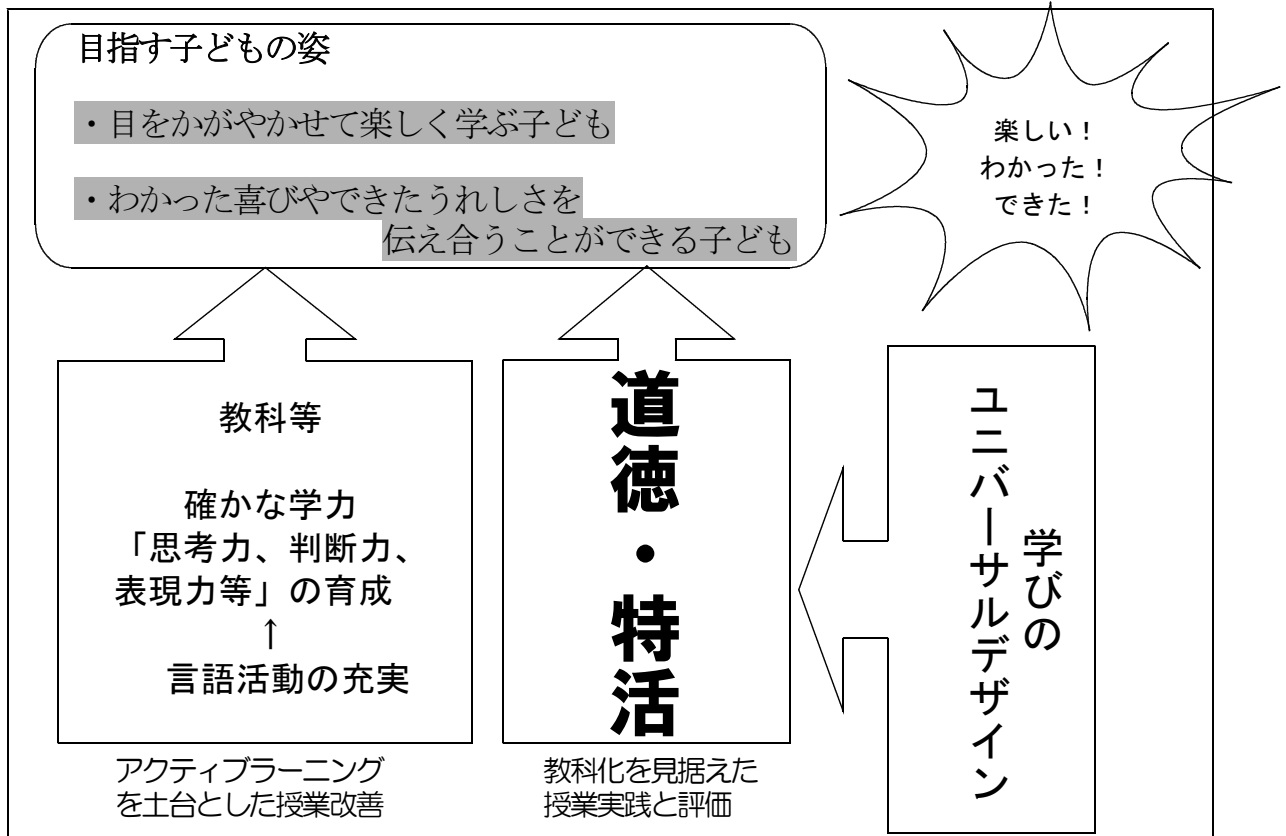 目指す子どもの姿
・目をかがやかせて楽しく学ぶ子ども
・わかった喜びやできたうれしさを
伝え合うことができる子ども
楽しい！
わかった！
できた！
教科等
確かな学力
「思考力、判断力、
表現力等」の育成
↑
言語活動の充実
アクティブラーニング
を土台とした授業改善
道徳・特活
教科化を見据えた
授業実践と評価
学びの
ユニバーサルデザイン